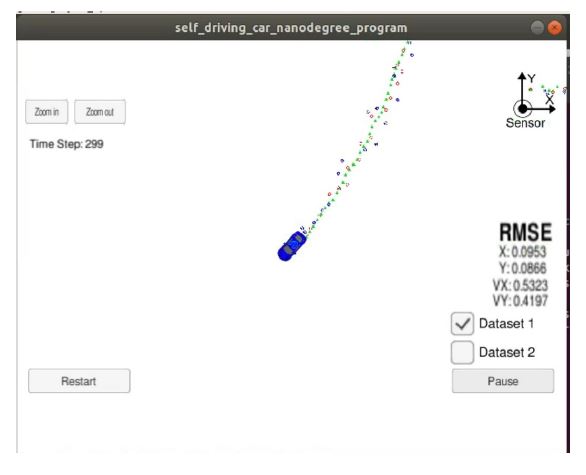 self_driving_car_nanodegree_program
Zoom in
Zoom out
Y
X
Sensor
Time Step: 299
RMSE
X: 0.0953
Y: 0.0866
VX: 0.5323
VY: 0.4197
Dataset 1
Dataset 2
Restart
Pause